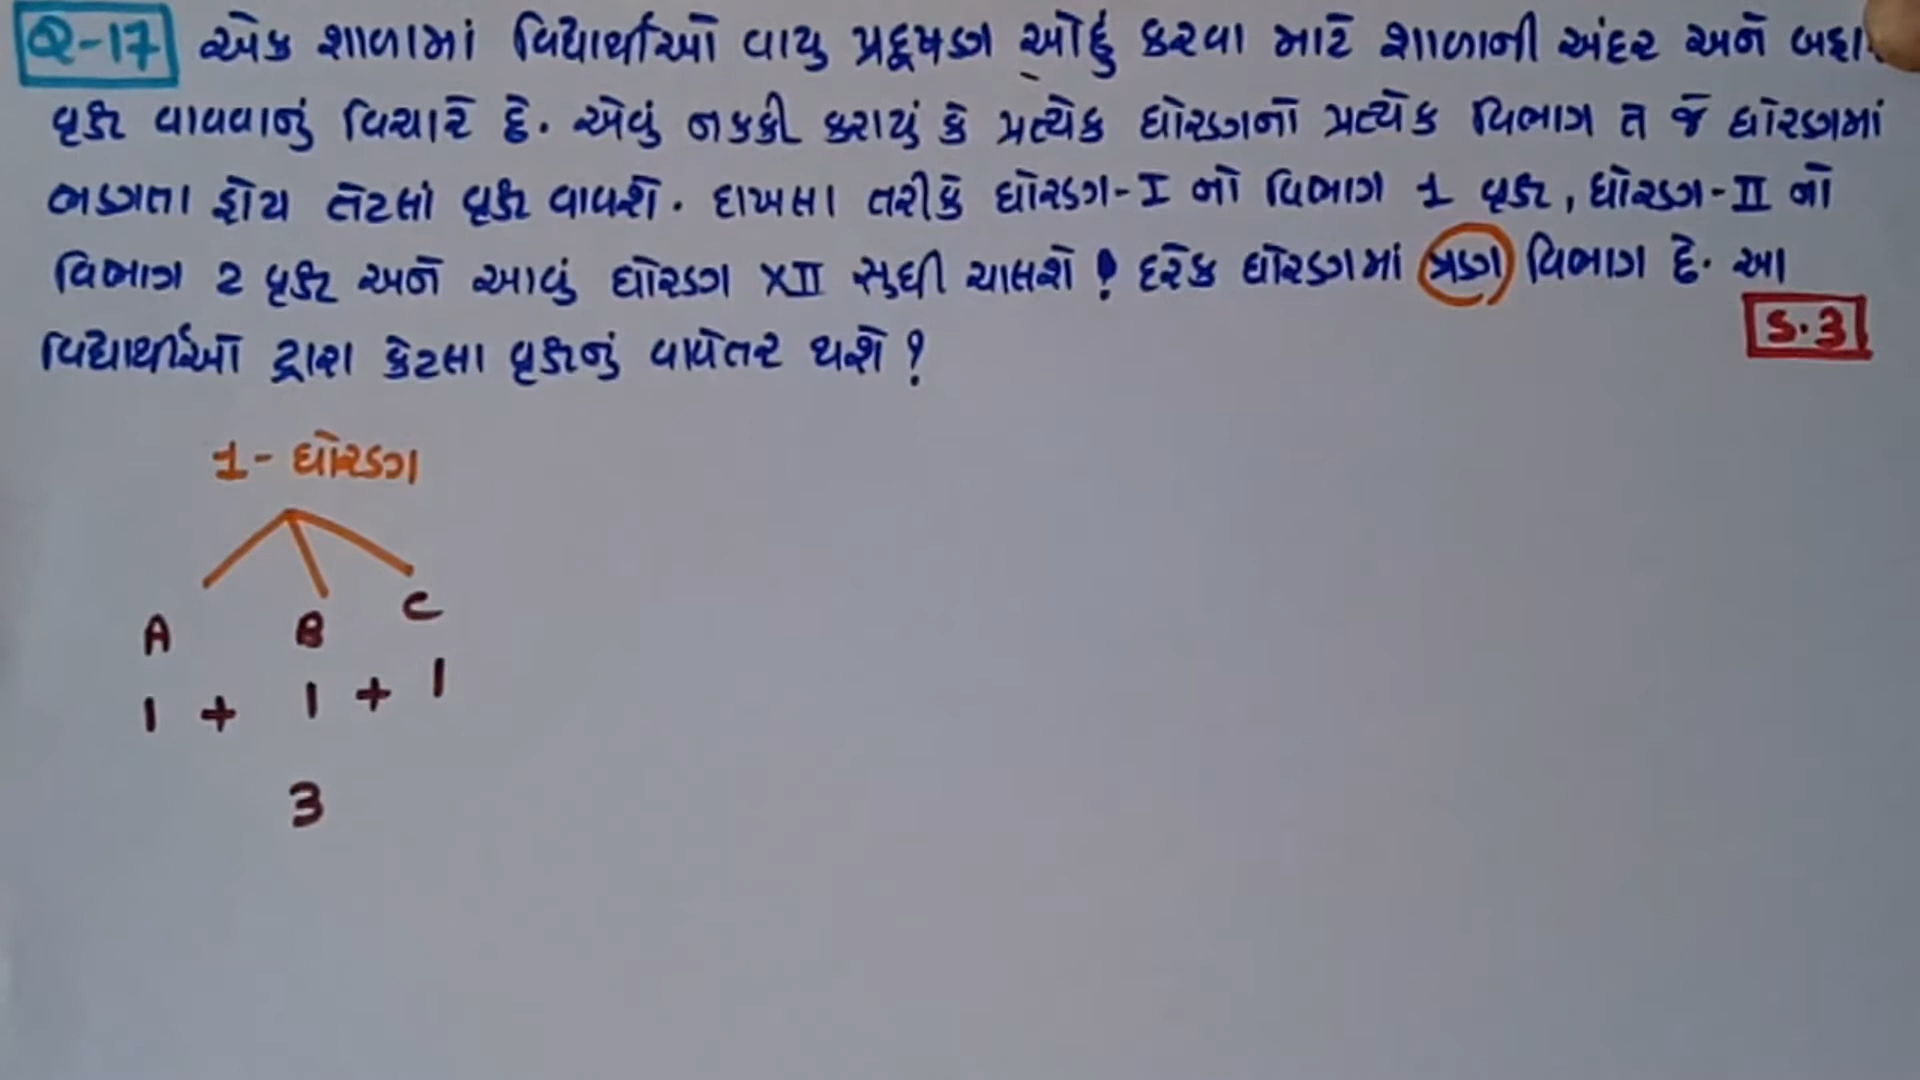 Q-17 એક શાળામાં વિદ્યાર્થીઓ વાયુ પ્રદૂષણ ઓછું કરવા માટે શાળાની અંદર અને
વૃક્ષ વાવવાનું વિચારે છે. એવું નક્કી કરાયું કે પ્રત્યેક ધોરણનો પ્રત્યેક વિભાગ તે જે ધોરણમાં
ભણતા હોય તેટલાં વૃક્ષ વાવશે. દાખલા તરીકે ધોરણ-I નો વિભાગ 1 વૃક્ષ, ધોરણ-II નો
વિભાગ 2 વૃક્ષ અને આવું ધોરણ XII સુધી ચાલશે ? દરેક ધોરણમાં ત્રણ વિભાગ છે. આ
વિદ્યાર્થીઓ દ્વારા કેટલા વૃક્ષનું વાવેતર થશે ?
5.3
1 - ધોરણ
A B C
1 + 1 + 1
3